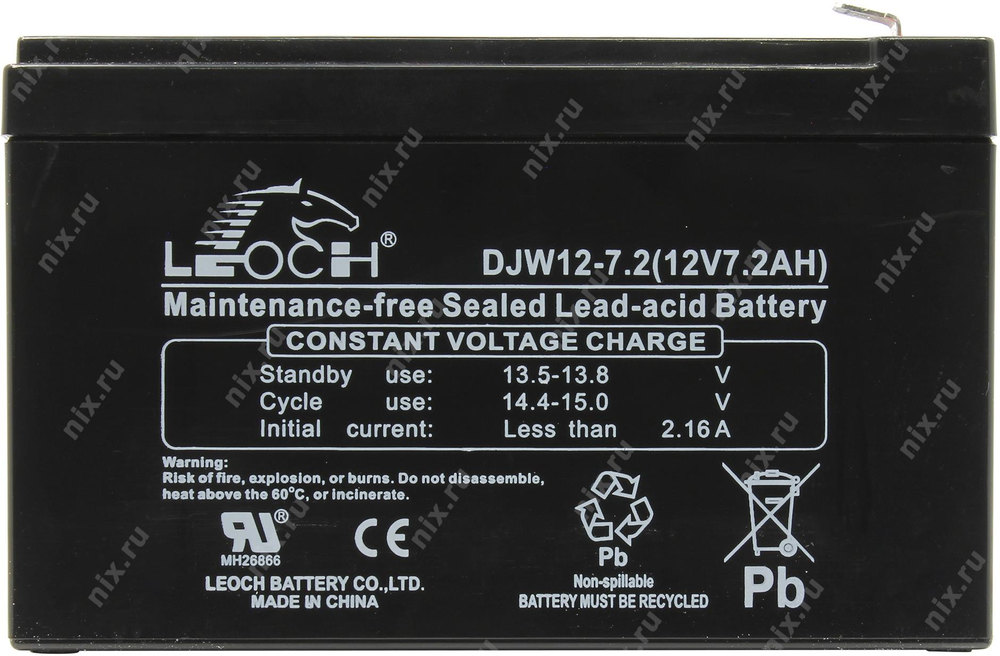 LEOCH®
DJW12-7.2(12V7.2AH)
Maintenance-free Sealed Lead-acid Battery
CONSTANT VOLTAGE CHARGE
Standby use: 13.5-13.8 V
Cycle use: 14.4-15.0 V
Initial current: Less than 2.16A
Warning:
Risk of fire, explosion, or burns. Do not disassemble,
heat above the 60°C, or incinerate.
RU®
MH26866
CE
LEOCH BATTERY CO.,LTD.
MADE IN CHINA
Pb
Non-spillable
BATTERY MUST BE RECYCLED
Pb
nix.ru